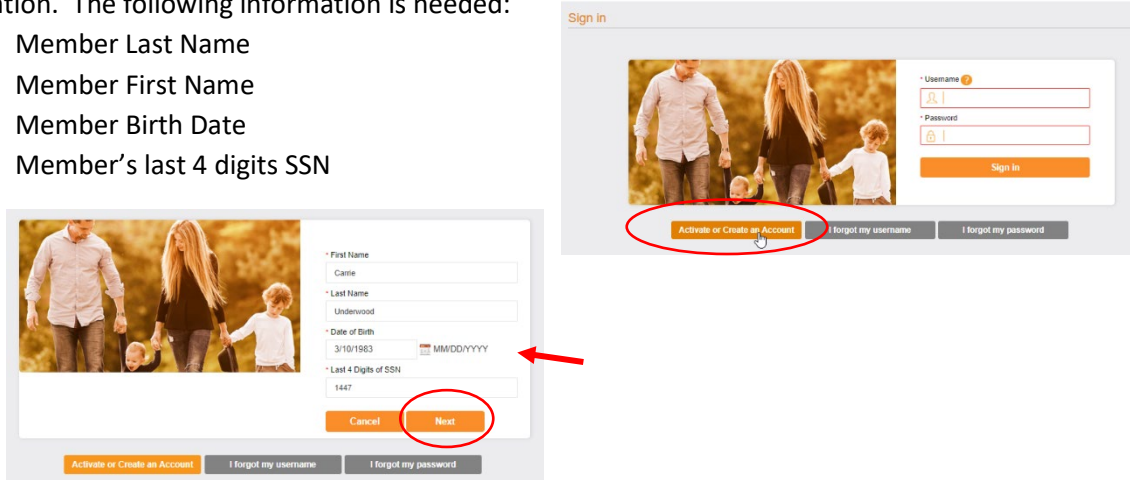 ation. The following information is needed:
Member Last Name
Member First Name
Member Birth Date
Member's last 4 digits SSN
Sign in
* Username ?
* Password
Sign in
Activate or Create an Account I forgot my username I forgot my password
* First Name
Carrie
* Last Name
Underwood
* Date of Birth
3/10/1983 MM/DD/YYYY
* Last 4 Digits of SSN
1447
Cancel Next
Activate or Create an Account I forgot my username I forgot my password